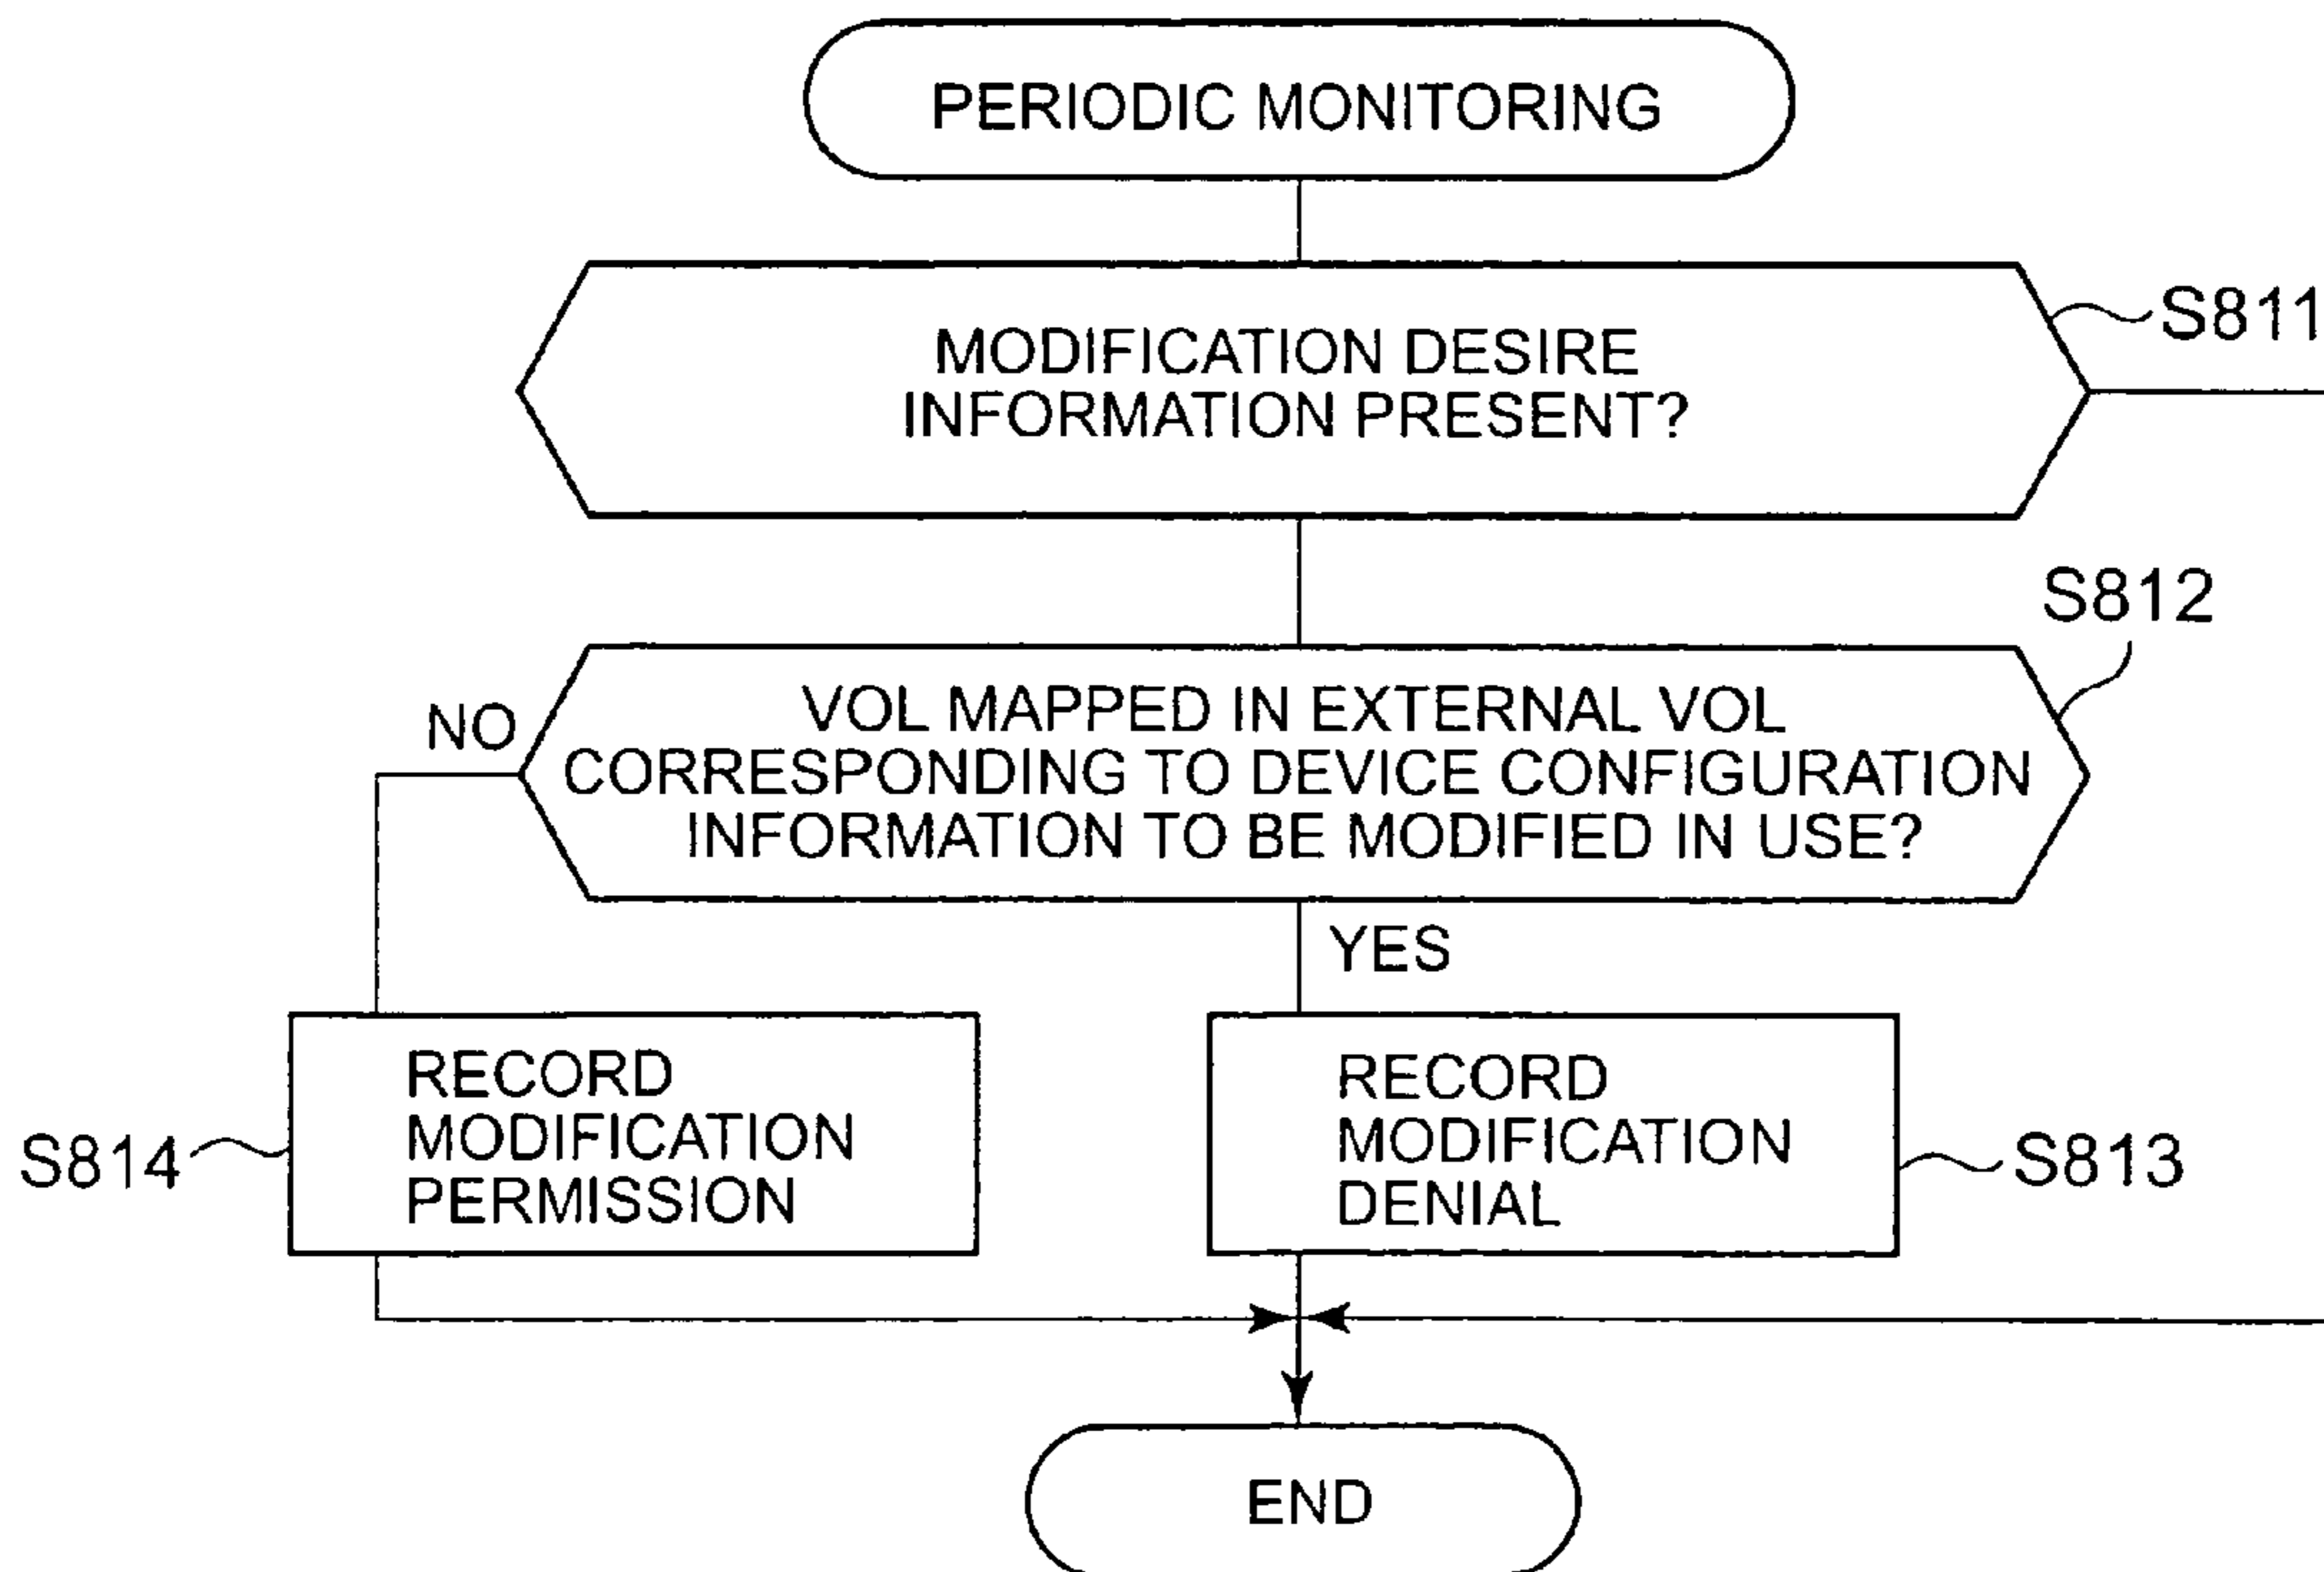 PERIODIC MONITORING
MODIFICATION DESIRE
INFORMATION PRESENT?
S811
S812
VOL MAPPED IN EXTERNAL VOL
CORRESPONDING TO DEVICE CONFIGURATION
INFORMATION TO BE MODIFIED IN USE?
NO
YES
RECORD
MODIFICATION
PERMISSION
S814
RECORD
MODIFICATION
DENIAL
S813
END